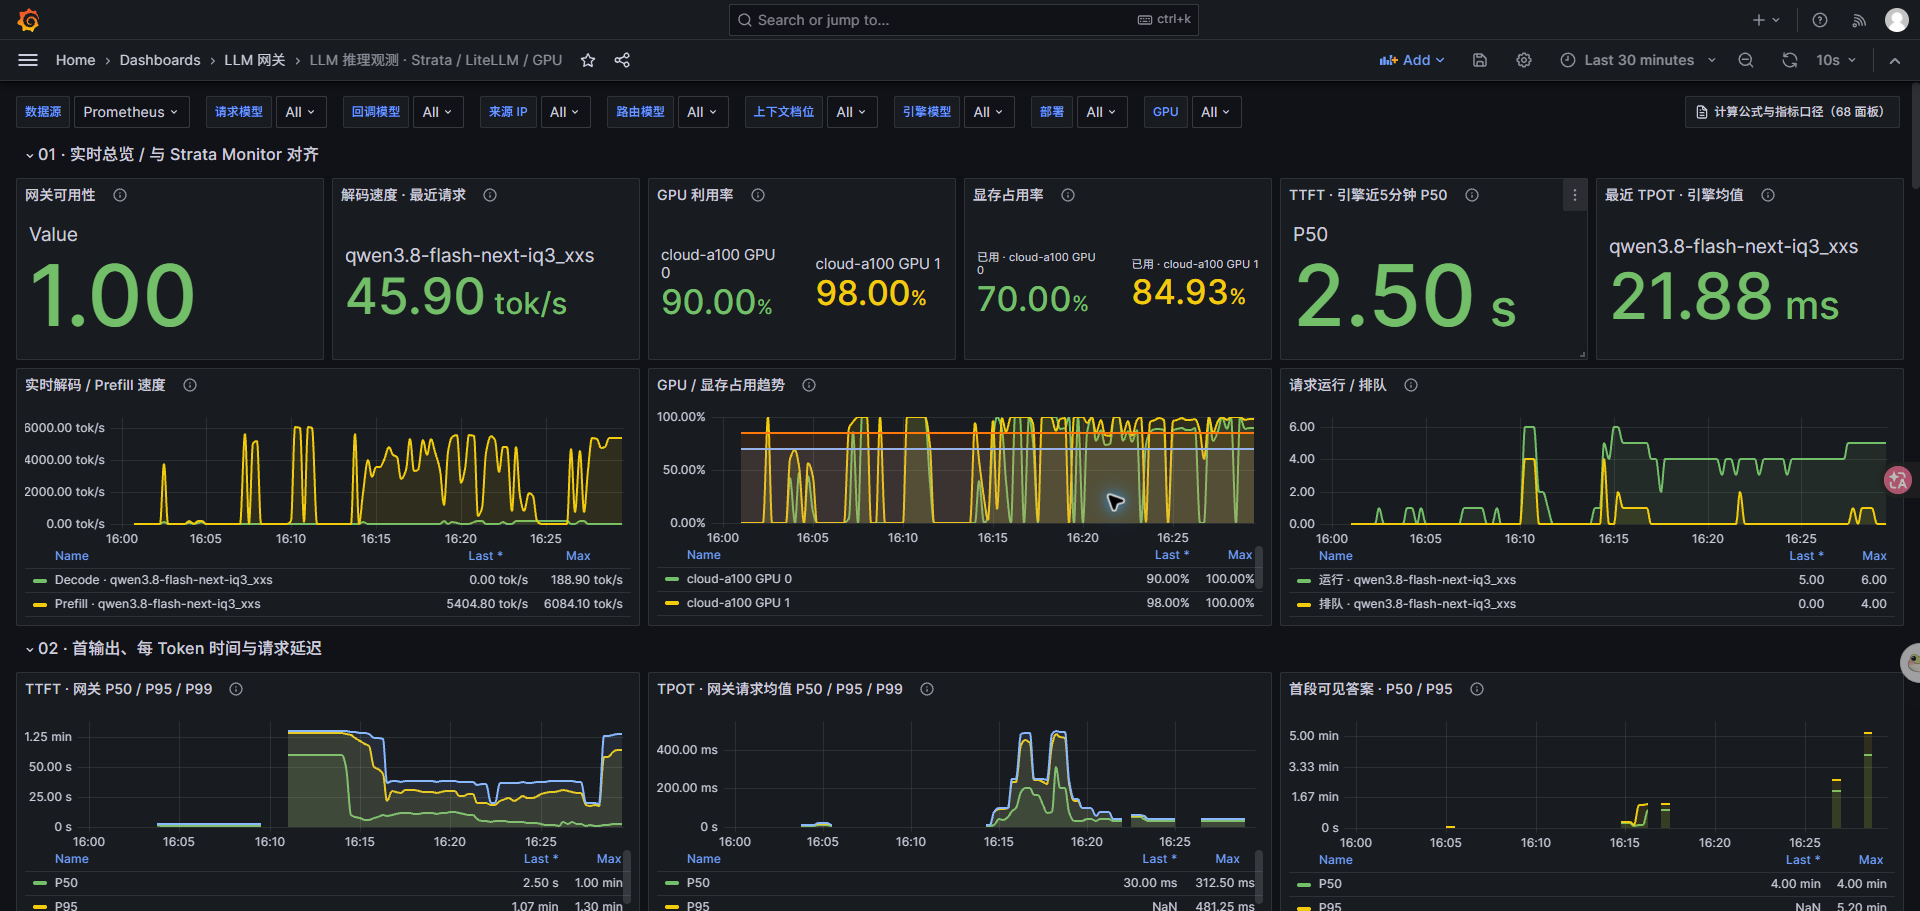 Search or jump to...
ctrl+k
Home › Dashboards › LLM 网关 › LLM 推理观测 · Strata / LiteLLM / GPU
Add
Last 30 minutes
10s
数据源 Prometheus
请求模型 All
回调模型 All
来源 IP All
路由模型 All
上下文档位 All
引擎模型 All
部署 All
GPU All
计算公式与指标口径（68 面板）
01 · 实时总览 / 与 Strata Monitor 对齐
网关可用性
Value
1.00
解码速度 · 最近请求
qwen3.8-flash-next-iq3_xxs
45.90 tok/s
GPU 利用率
cloud-a100 GPU
0
90.00%
cloud-a100 GPU 1
98.00%
显存占用率
已用 · cloud-a100 GPU
0
70.00%
已用 · cloud-a100 GPU 1
84.93%
TTFT · 引擎近5分钟 P50
P50
2.50 s
最近 TPOT · 引擎均值
qwen3.8-flash-next-iq3_xxs
21.88 ms
实时解码 / Prefill 速度
6000.00 tok/s
4000.00 tok/s
2000.00 tok/s
0.00 tok/s
16:00 16:05 16:10 16:15 16:20 16:25
Name Last * Max
Decode · qwen3.8-flash-next-iq3_xxs 0.00 tok/s 188.90 tok/s
Prefill · qwen3.8-flash-next-iq3_xxs 5404.80 tok/s 6084.10 tok/s
GPU / 显存占用趋势
100.00%
50.00%
0.00%
16:00 16:05 16:10 16:15 16:20 16:25
Name Last * Max
cloud-a100 GPU 0 90.00% 100.00%
cloud-a100 GPU 1 98.00% 100.00%
请求运行 / 排队
6.00
4.00
2.00
0.00
16:00 16:05 16:10 16:15 16:20 16:25
Name Last * Max
运行 · qwen3.8-flash-next-iq3_xxs 5.00 6.00
排队 · qwen3.8-flash-next-iq3_xxs 0.00 4.00
02 · 首输出、每 Token 时间与请求延迟
TTFT · 网关 P50 / P95 / P99
1.25 min
50.00 s
25.00 s
0 s
16:00 16:05 16:10 16:15 16:20 16:25
Name Last * Max
P50 2.50 s 1.00 min
P95 1.07 min 1.30 min
TPOT · 网关请求均值 P50 / P95 / P99
400.00 ms
200.00 ms
0 s
16:00 16:05 16:10 16:15 16:20 16:25
Name Last * Max
P50 30.00 ms 312.50 ms
P95 NaN 481.25 ms
首段可见答案 · P50 / P95
5.00 min
3.33 min
1.67 min
0 s
16:00 16:05 16:10 16:15 16:20 16:25
Name Last * Max
P50 4.00 min 4.00 min
P95 NaN 5.20 min